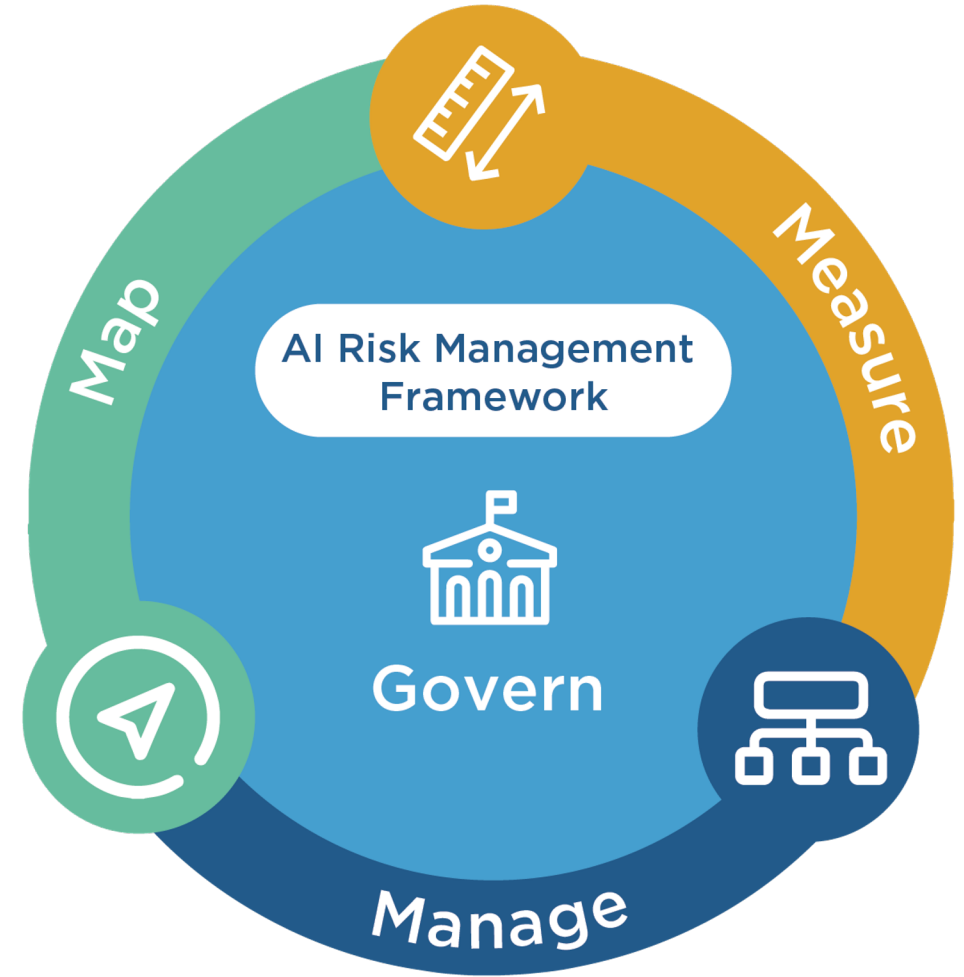 Map
Measure
AI Risk Management
Framework
Govern
Manage